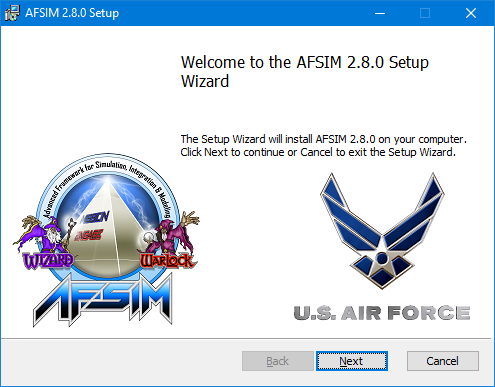 AFSIM 2.8.0 Setup
Welcome to the AFSIM 2.8.0 Setup
Wizard
The Setup Wizard will install AFSIM 2.8.0 on your computer.
Click Next to continue or Cancel to exit the Setup Wizard.
Advanced Framework for Simulation, Integration & Modeling
WIZARD
WARLOCK
AFSIM
U.S. AIR FORCE
Back
Next
Cancel